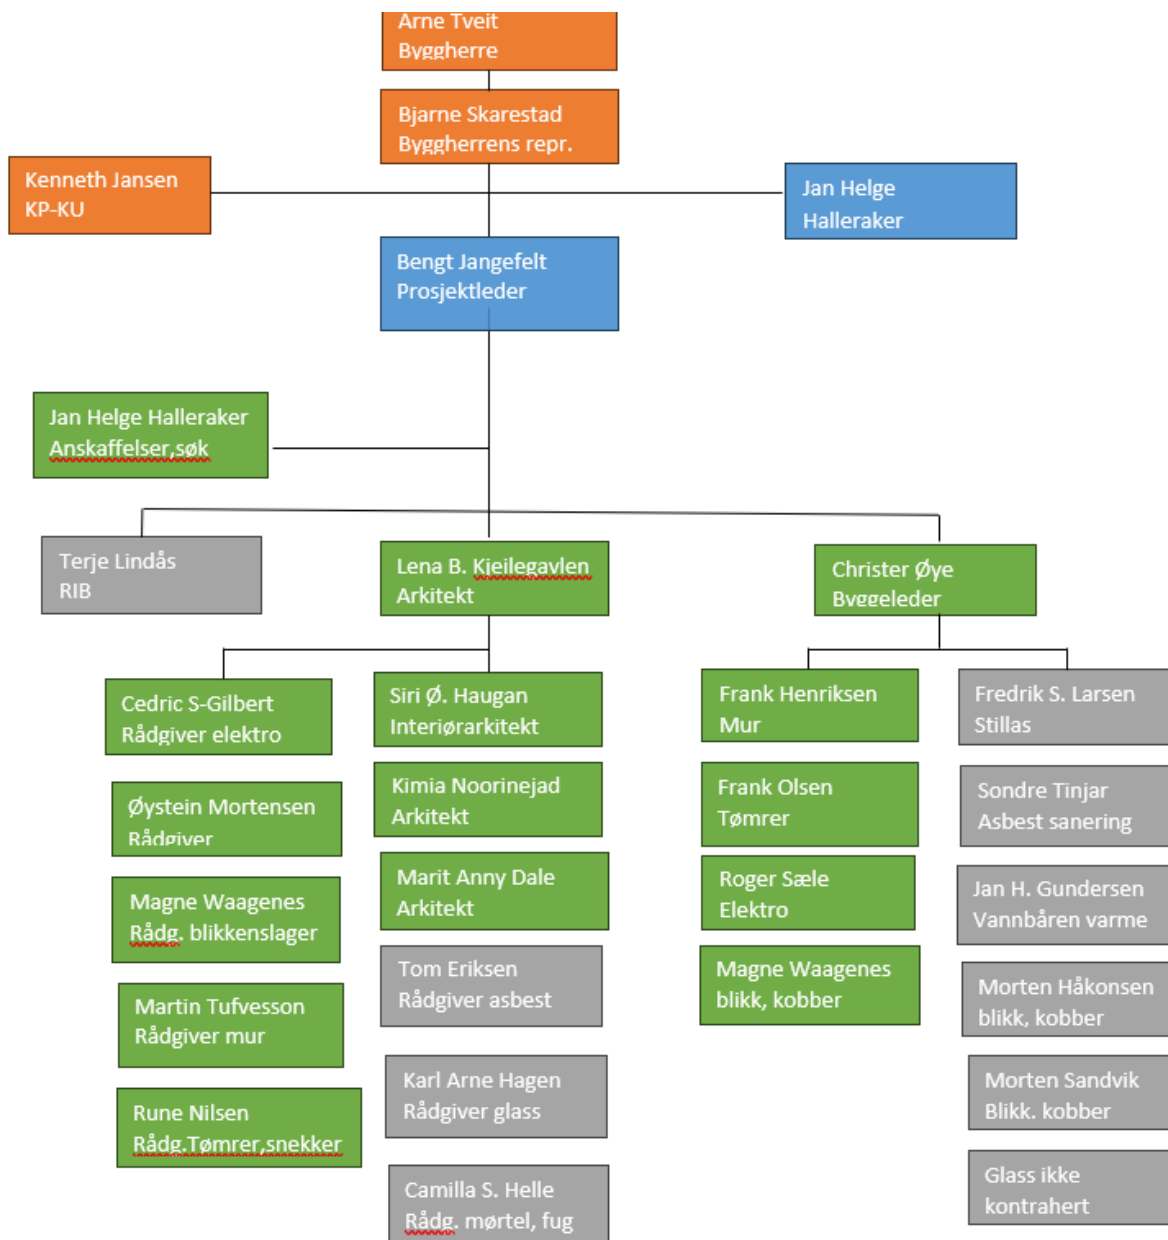 Arne Tveit
Byggherre
Bjarne Skarestad
Byggherrens repr.
Kenneth Jansen
KP-KU
Jan Helge
Halleraker
Bengt Jangefelt
Prosjektleder
Jan Helge Halleraker
Anskaffelser,søk
Terje Lindås
RIB
Lena B. Kieilegavlen
Arkitekt
Christer Øye
Byggeleder
Cedric S-Gilbert
Rådgiver elektro
Øystein Mortensen
Rådgiver
Magne Waagenes
Rådg. blikkenslager
Martin Tufvesson
Rådgiver mur
Rune Nilsen
Rådg.Tømrer,snekker
Siri Ø. Haugan
Interiørarkitekt
Kimia Noorinejad
Arkitekt
Marit Anny Dale
Arkitekt
Tom Eriksen
Rådgiver asbest
Karl Arne Hagen
Rådgiver glass
Camilla S. Helle
Rådg. mørtel, fug
Frank Henriksen
Mur
Frank Olsen
Tømrer
Roger Sæle
Elektro
Magne Waagenes
blikk, kobber
Fredrik S. Larsen
Stillas
Sondre Tinjar
Asbest sanering
Jan H. Gundersen
Vannbåren varme
Morten Håkonsen
blikk, kobber
Morten Sandvik
Blikk. kobber
Glass ikke
kontrahert